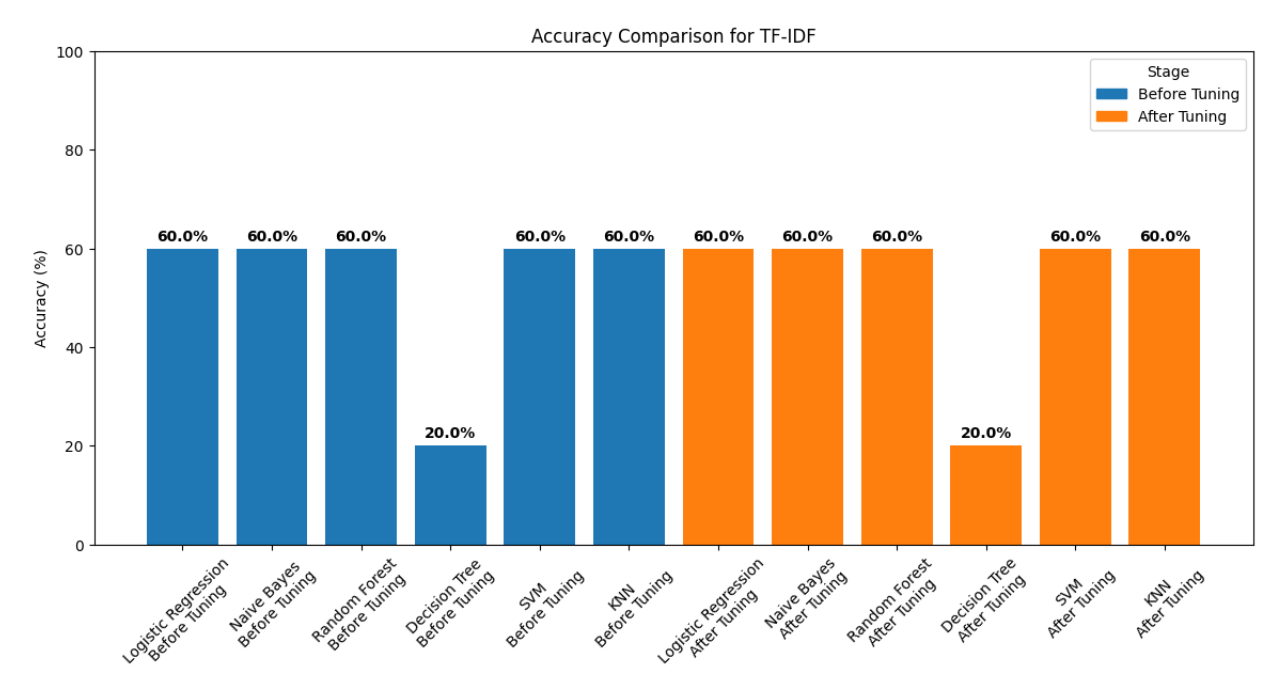 Accuracy Comparison for TF-IDF
Stage
Before Tuning
After Tuning
Accuracy (%)
100
80
60
40
20
0
60.0%
60.0%
60.0%
20.0%
60.0%
60.0%
60.0%
60.0%
60.0%
20.0%
60.0%
60.0%
Logistic Regression
Before Tuning
Naive Bayes
Before Tuning
Random Forest
Before Tuning
Decision Tree
Before Tuning
SVM
Before Tuning
KNN
Before Tuning
Logistic Regression
After Tuning
Naive Bayes
After Tuning
Random Forest
After Tuning
Decision Tree
After Tuning
SVM
After Tuning
KNN
After Tuning